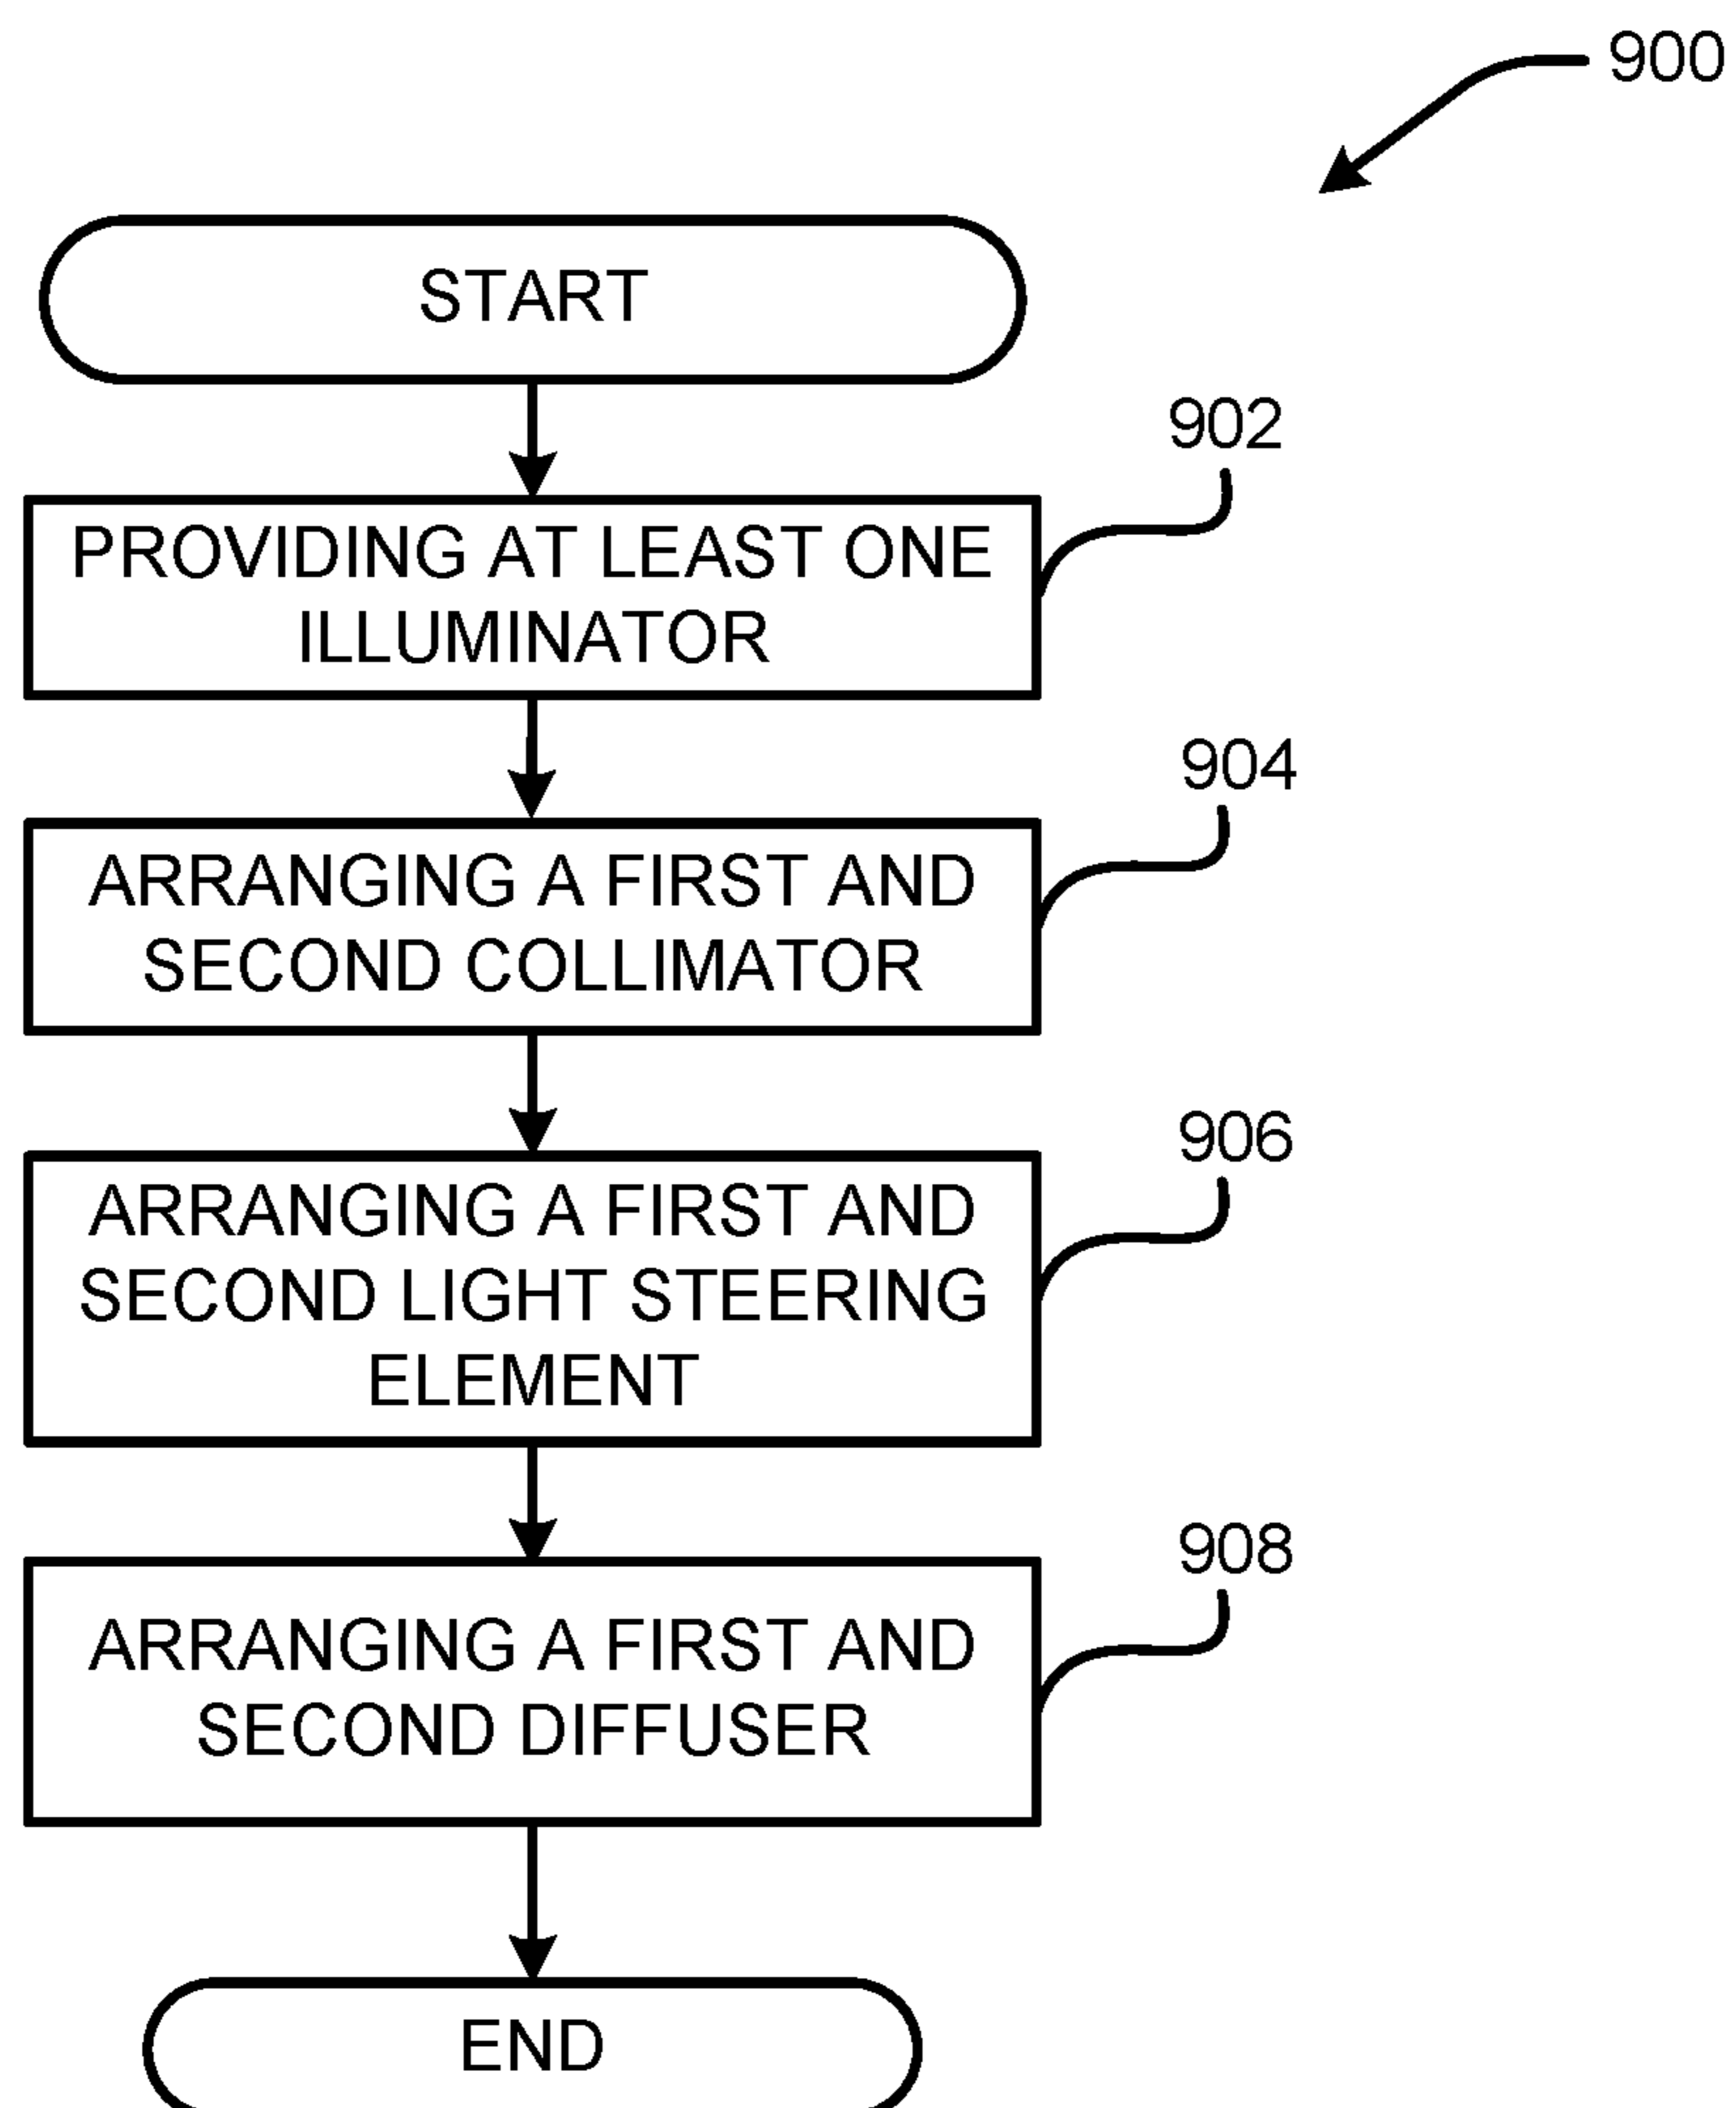 900
START
902
PROVIDING AT LEAST ONE
ILLUMINATOR
904
ARRANGING A FIRST AND
SECOND COLLIMATOR
906
ARRANGING A FIRST AND
SECOND LIGHT STEERING
ELEMENT
908
ARRANGING A FIRST AND
SECOND DIFFUSER
END